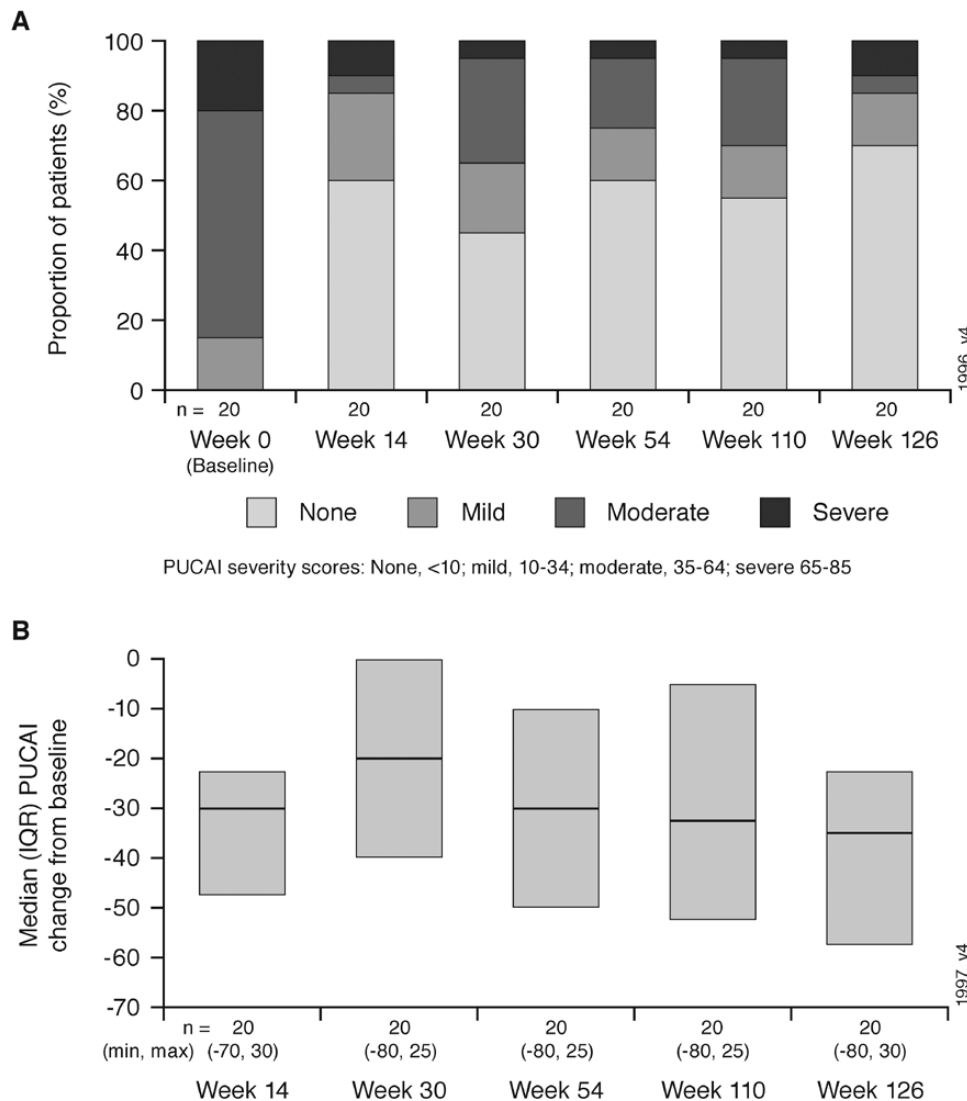 A
Proportion of patients (%)
100
80
60
40
20
0
n = 20 20 20 20 20 20
Week 0 Week 14 Week 30 Week 54 Week 110 Week 126
(Baseline)
1996_v4
None Mild Moderate Severe
PUCAI severity scores: None, <10; mild, 10-34; moderate, 35-64; severe 65-85
B
Median (IQR) PUCAI
change from baseline
0
-10
-20
-30
-40
-50
-60
-70
n = 20 20 20 20 20
(min, max) (-70, 30) (-80, 25) (-80, 25) (-80, 25) (-80, 30)
Week 14 Week 30 Week 54 Week 110 Week 126
1997_v4